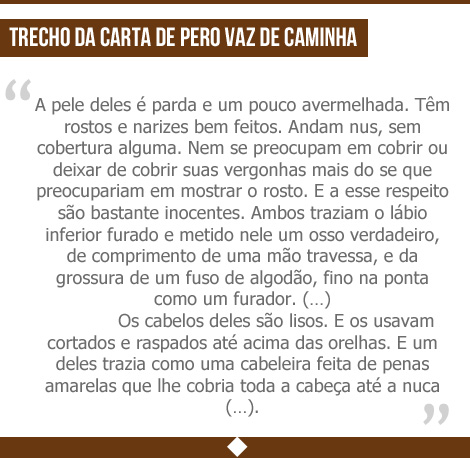 TRECHO DA CARTA DE PERO VAZ DE CAMINHA
“
A pele deles é parda e um pouco avermelhada. Têm
rostos e narizes bem feitos. Andam nus, sem
cobertura alguma. Nem se preocupam em cobrir ou
deixar de cobrir suas vergonhas mais do se que
preocupariam em mostrar o rosto. E a esse respeito
são bastante inocentes. Ambos traziam o lábio
inferior furado e metido nele um osso verdadeiro,
de comprimento de uma mão travessa, e da
grossura de um fuso de algodão, fino na ponta
como um furador. (...)
Os cabelos deles são lisos. E os usavam
cortados e raspados até acima das orelhas. E um
deles trazia como uma cabeleira feita de penas
amarelas que lhe cobria toda a cabeça até a nuca
(...).
”